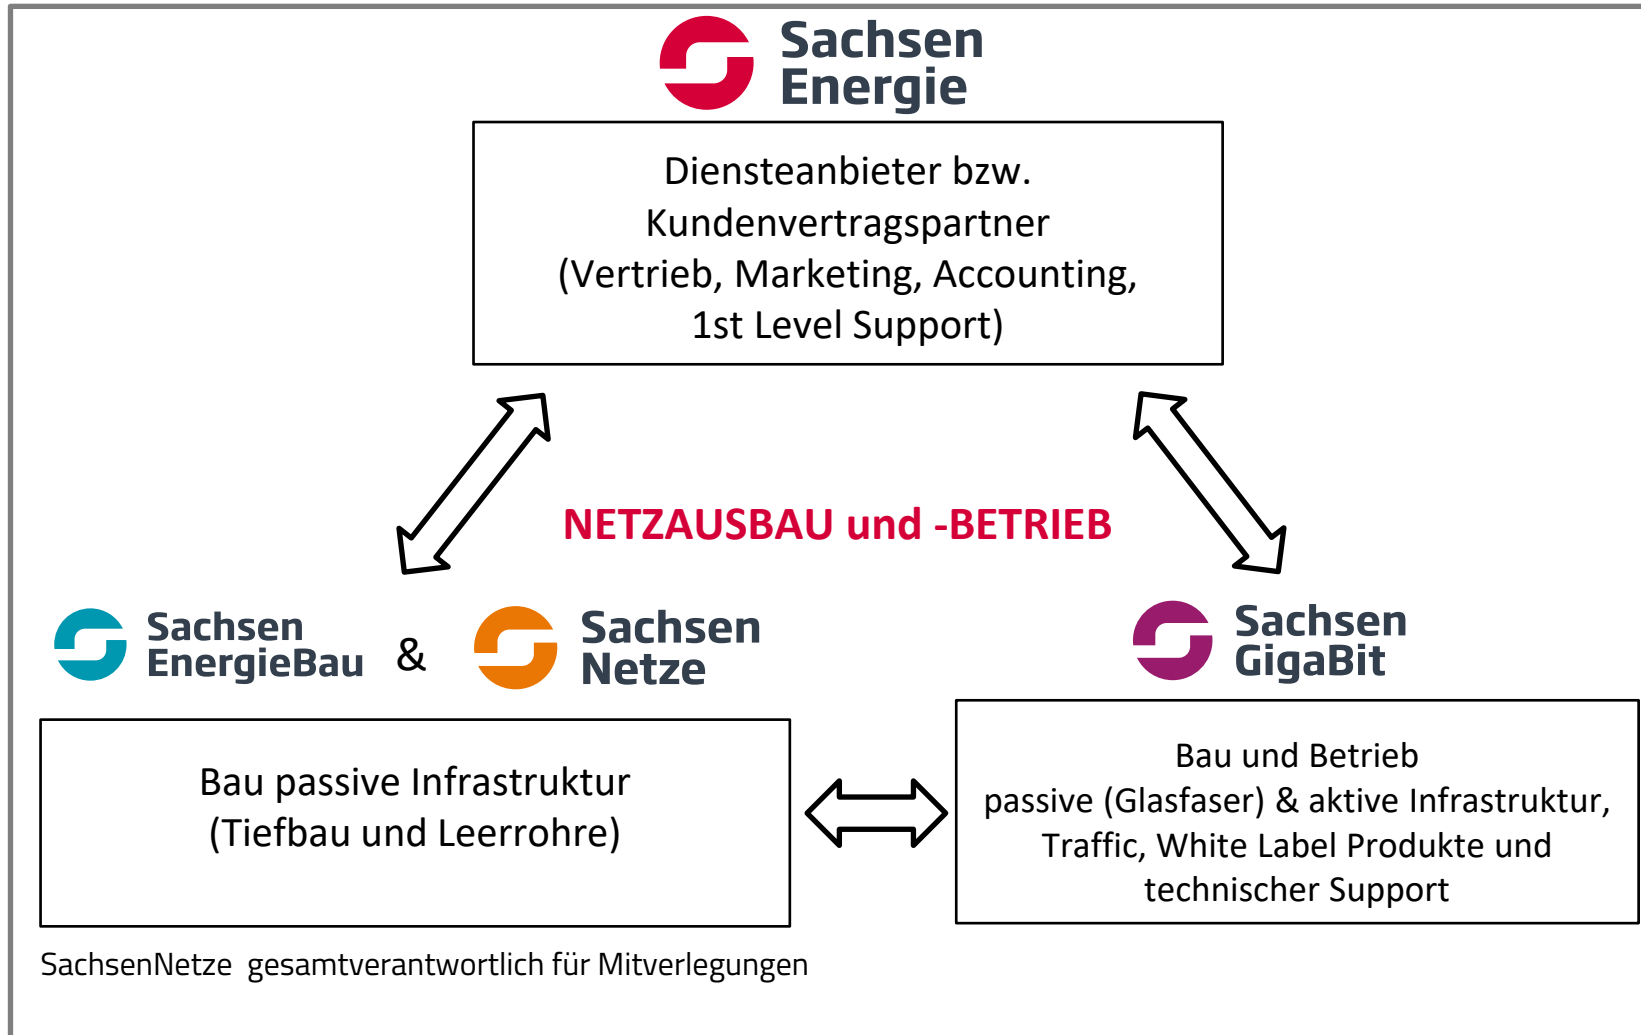 Sachsen
Energie
Diensteanbieter bzw.
Kundenvertragspartner
(Vertrieb, Marketing, Accounting,
1st Level Support)
NETZAUSBAU und -BETRIEB
Sachsen
EnergieBau
&
Sachsen
Netze
Bau passive Infrastruktur
(Tiefbau und Leerrohre)
Sachsen
GigaBit
Bau und Betrieb
passive (Glasfaser) & aktive Infrastruktur,
Traffic, White Label Produkte und
technischer Support
SachsenNetze gesamtverantwortlich für Mitverlegungen